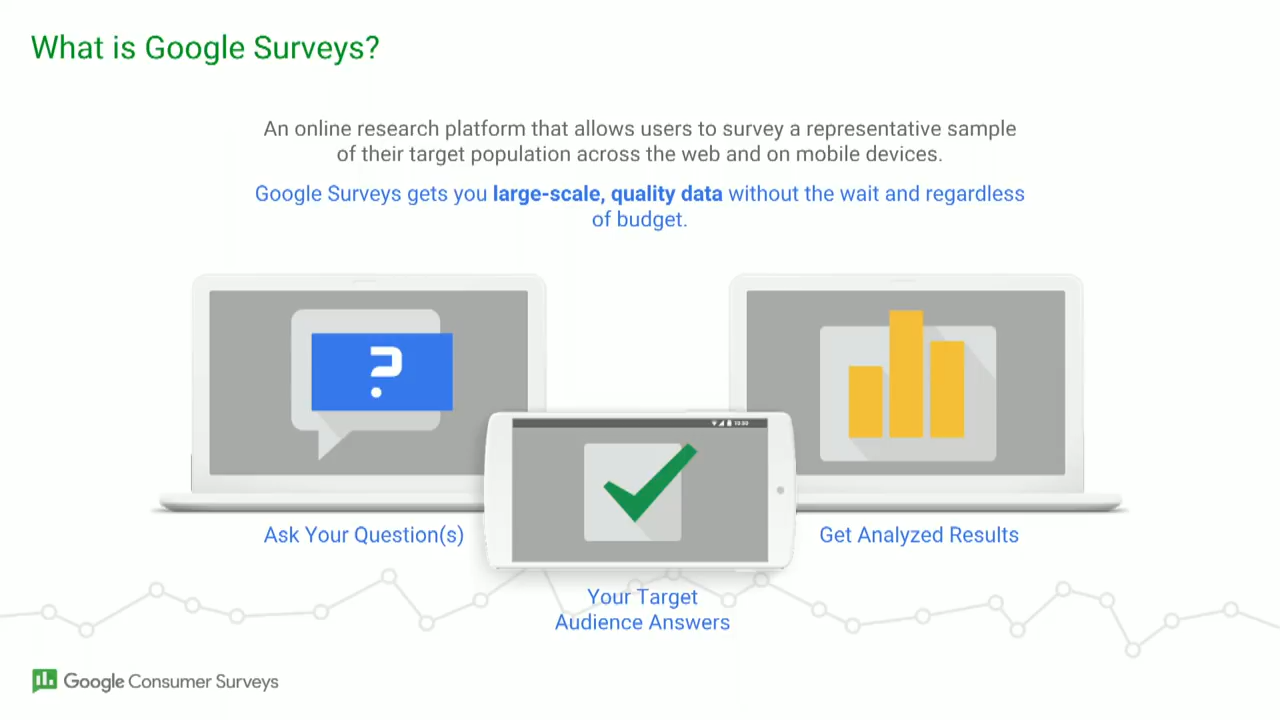 What is Google Surveys?
An online research platform that allows users to survey a representative sample
of their target population across the web and on mobile devices.
Google Surveys gets you large-scale, quality data without the wait and regardless
of budget.
?
10:00
Ask Your Question(s)
Get Analyzed Results
Your Target
Audience Answers
Google Consumer Surveys